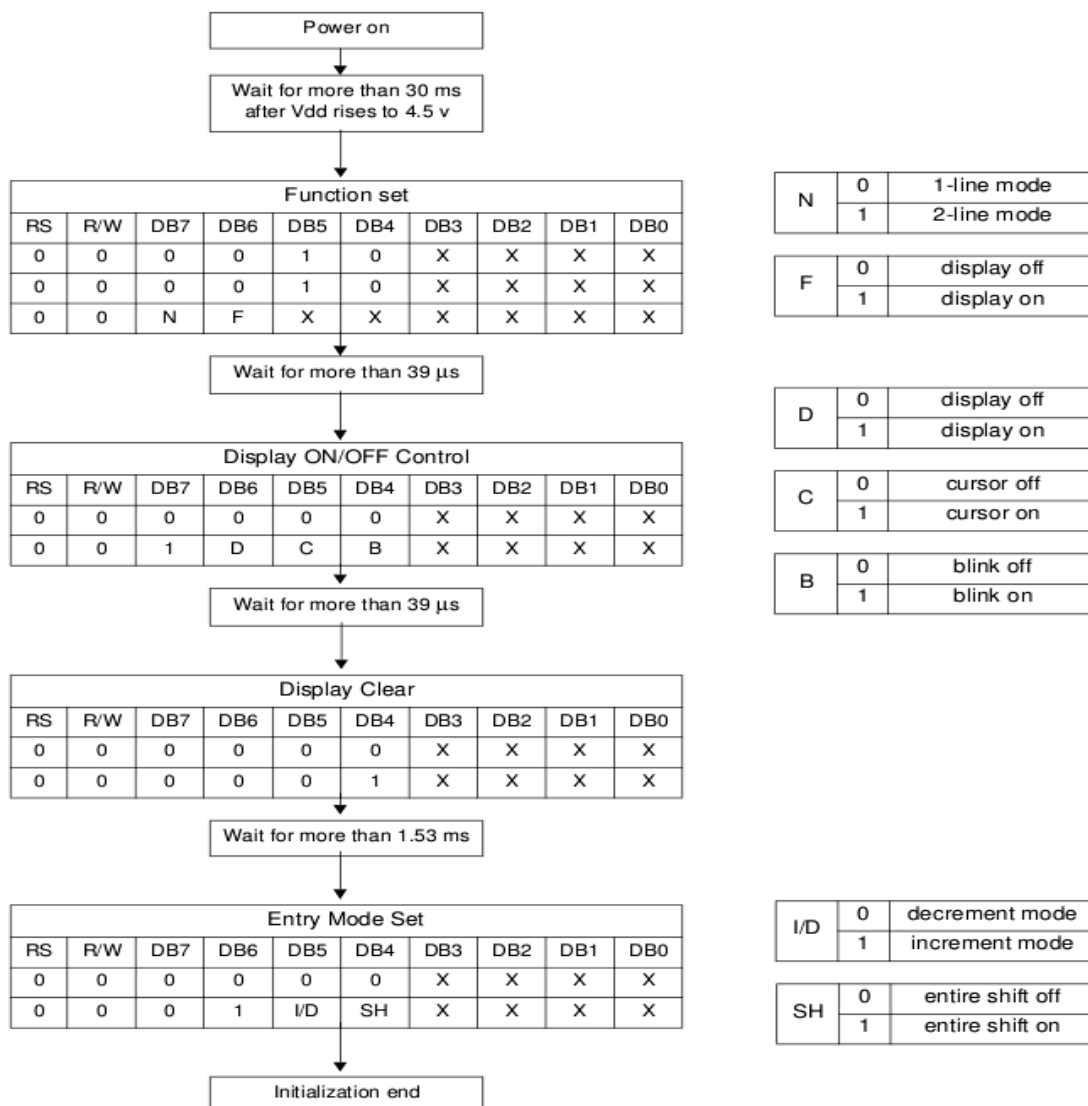 Power on
Wait for more than 30 ms
after Vdd rises to 4.5 v
Function set
RS R/W DB7 DB6 DB5 DB4 DB3 DB2 DB1 DB0
0 0 0 0 1 0 X X X X
0 0 0 0 1 0 X X X X
0 0 N F X X X X X X
Wait for more than 39 μs
Display ON/OFF Control
RS R/W DB7 DB6 DB5 DB4 DB3 DB2 DB1 DB0
0 0 0 0 0 0 X X X X
0 0 1 D C B X X X X
Wait for more than 39 μs
Display Clear
RS R/W DB7 DB6 DB5 DB4 DB3 DB2 DB1 DB0
0 0 0 0 0 0 X X X X
0 0 0 0 0 1 X X X X
Wait for more than 1.53 ms
Entry Mode Set
RS R/W DB7 DB6 DB5 DB4 DB3 DB2 DB1 DB0
0 0 0 0 0 0 X X X X
0 0 0 1 I/D SH X X X X
Initialization end
N
0 1-line mode
1 2-line mode
F
0 display off
1 display on
D
0 display off
1 display on
C
0 cursor off
1 cursor on
B
0 blink off
1 blink on
I/D
0 decrement mode
1 increment mode
SH
0 entire shift off
1 entire shift on